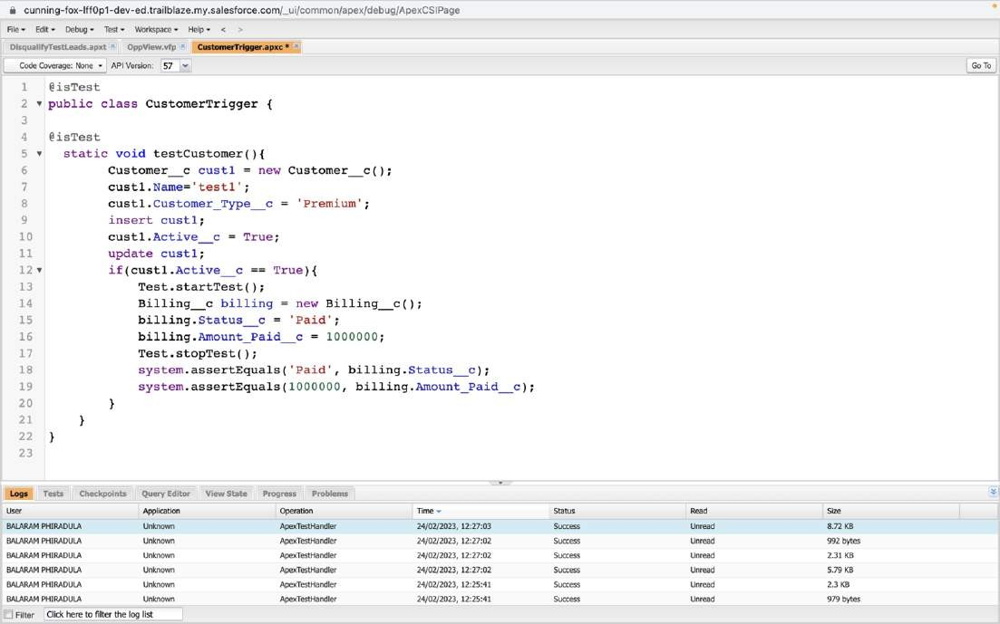 cunning-fox-lff0p1-dev-ed.trailblaze.my.salesforce.com/_ui/common/apex/debug/ApexCSIPage
File Edit Debug Test Workspace Help < >
DisqualifyTestLeads.apxt OppView.vfp CustomerTrigger.apxc *
Code Coverage: None API Version: 57 Go To
1 @isTest
2 public class CustomerTrigger {
3
4 @isTest
5 static void testCustomer(){
6 Customer__c cust1 = new Customer__c();
7 cust1.Name='test1';
8 cust1.Customer_Type__c = 'Premium';
9 insert cust1;
10 cust1.Active__c = True;
11 update cust1;
12 if(cust1.Active__c == True){
13 Test.startTest();
14 Billing__c billing = new Billing__c();
15 billing.Status__c = 'Paid';
16 billing.Amount_Paid__c = 1000000;
17 Test.stopTest();
18 system.assertEquals('Paid', billing.Status__c);
19 system.assertEquals(1000000, billing.Amount_Paid__c);
20 }
21 }
22 }
23
Logs Tests Checkpoints Query Editor View State Progress Problems
User Application Operation Time Status Read Size
BALARAM PHIRADULA Unknown ApexTestHandler 24/02/2023, 12:27:03 Success Unread 8.72 KB
BALARAM PHIRADULA Unknown ApexTestHandler 24/02/2023, 12:27:02 Success Unread 992 bytes
BALARAM PHIRADULA Unknown ApexTestHandler 24/02/2023, 12:27:02 Success Unread 2.31 KB
BALARAM PHIRADULA Unknown ApexTestHandler 24/02/2023, 12:27:02 Success Unread 5.79 KB
BALARAM PHIRADULA Unknown ApexTestHandler 24/02/2023, 12:25:41 Success Unread 2.3 KB
BALARAM PHIRADULA Unknown ApexTestHandler 24/02/2023, 12:25:41 Success Unread 979 bytes
Filter Click here to filter the log list